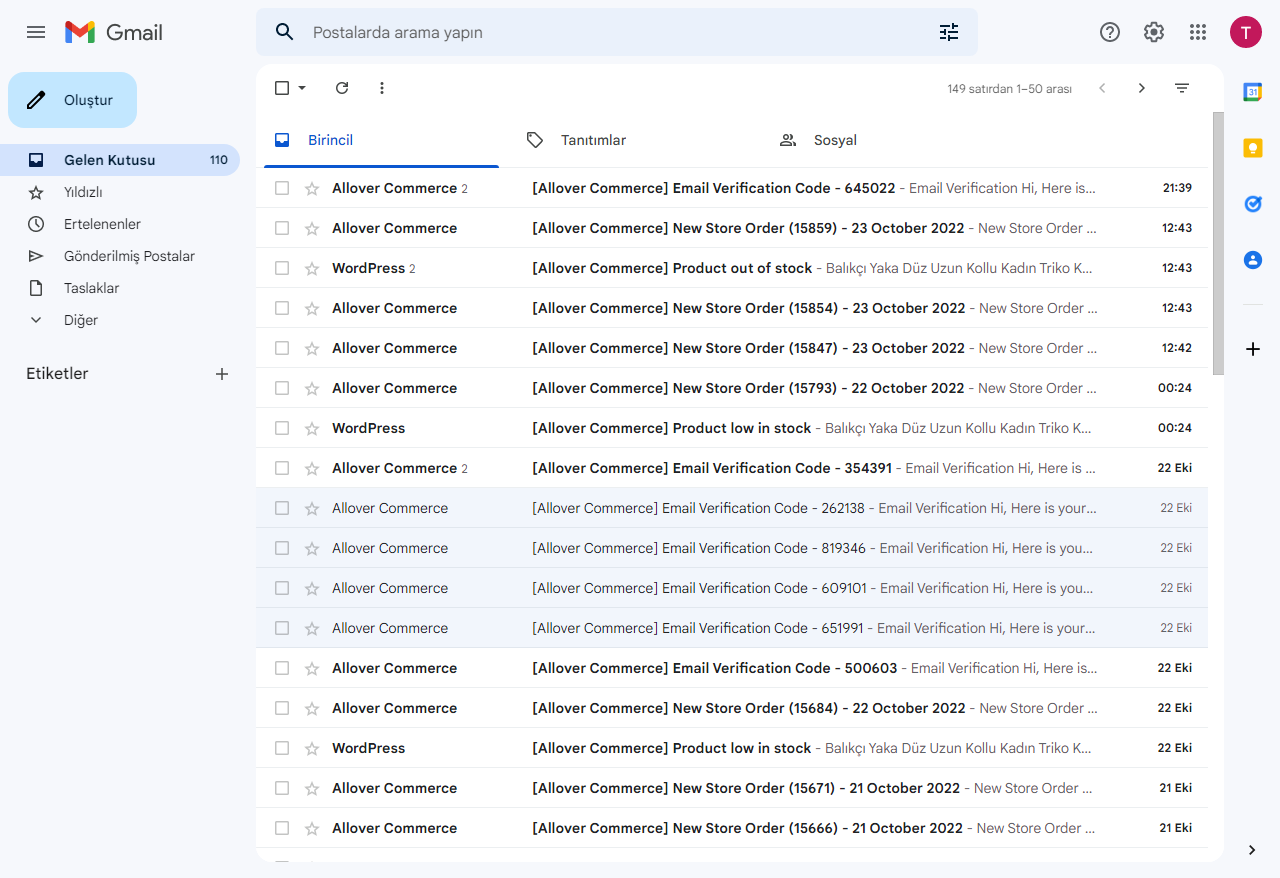 Gmail
Postalarda arama yapın
T
Oluştur
149 satırdan 1–50 arası
31
Birincil
Tanıtımlar
Sosyal
Gelen Kutusu 110
Yıldızlı
Ertelenenler
Gönderilmiş Postalar
Taslaklar
Diğer
Etiketler
Allover Commerce 2 [Allover Commerce] Email Verification Code - 645022 - Email Verification Hi, Here is... 21:39
Allover Commerce [Allover Commerce] New Store Order (15859) - 23 October 2022 - New Store Order ... 12:43
WordPress 2 [Allover Commerce] Product out of stock - Balıkçı Yaka Düz Uzun Kollu Kadın Triko K... 12:43
Allover Commerce [Allover Commerce] New Store Order (15854) - 23 October 2022 - New Store Order ... 12:43
Allover Commerce [Allover Commerce] New Store Order (15847) - 23 October 2022 - New Store Order ... 12:42
Allover Commerce [Allover Commerce] New Store Order (15793) - 22 October 2022 - New Store Order ... 00:24
WordPress [Allover Commerce] Product low in stock - Balıkçı Yaka Düz Uzun Kollu Kadın Triko K... 00:24
Allover Commerce 2 [Allover Commerce] Email Verification Code - 354391 - Email Verification Hi, Here is ... 22 Eki
Allover Commerce [Allover Commerce] Email Verification Code - 262138 - Email Verification Hi, Here is your... 22 Eki
Allover Commerce [Allover Commerce] Email Verification Code - 819346 - Email Verification Hi, Here is you... 22 Eki
Allover Commerce [Allover Commerce] Email Verification Code - 609101 - Email Verification Hi, Here is you... 22 Eki
Allover Commerce [Allover Commerce] Email Verification Code - 651991 - Email Verification Hi, Here is your... 22 Eki
Allover Commerce [Allover Commerce] Email Verification Code - 500603 - Email Verification Hi, Here is... 22 Eki
Allover Commerce [Allover Commerce] New Store Order (15684) - 22 October 2022 - New Store Order ... 22 Eki
WordPress [Allover Commerce] Product low in stock - Balıkçı Yaka Düz Uzun Kollu Kadın Triko K... 22 Eki
Allover Commerce [Allover Commerce] New Store Order (15671) - 21 October 2022 - New Store Order ... 21 Eki
Allover Commerce [Allover Commerce] New Store Order (15666) - 21 October 2022 - New Store Order ... 21 Eki